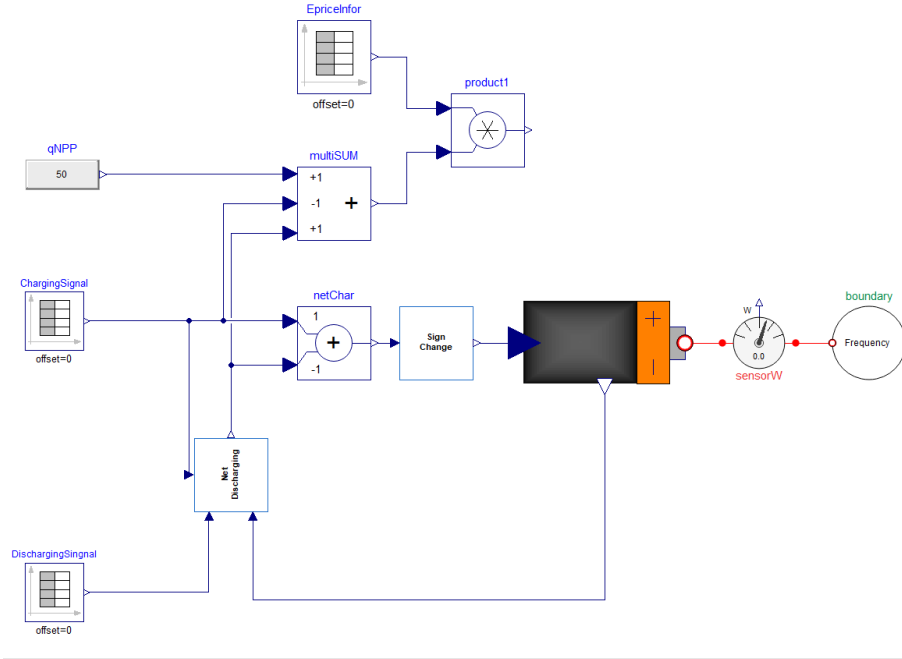 EpriceInfor
offset=0
product1
qNPP
50
multiSUM
+1
-1
+
+1
ChargingSignal
offset=0
netChar
1
+
-1
Sign
Change
+
W
0.0
sensorW
boundary
Frequency
Net
Discharging
DischargingSingnal
offset=0